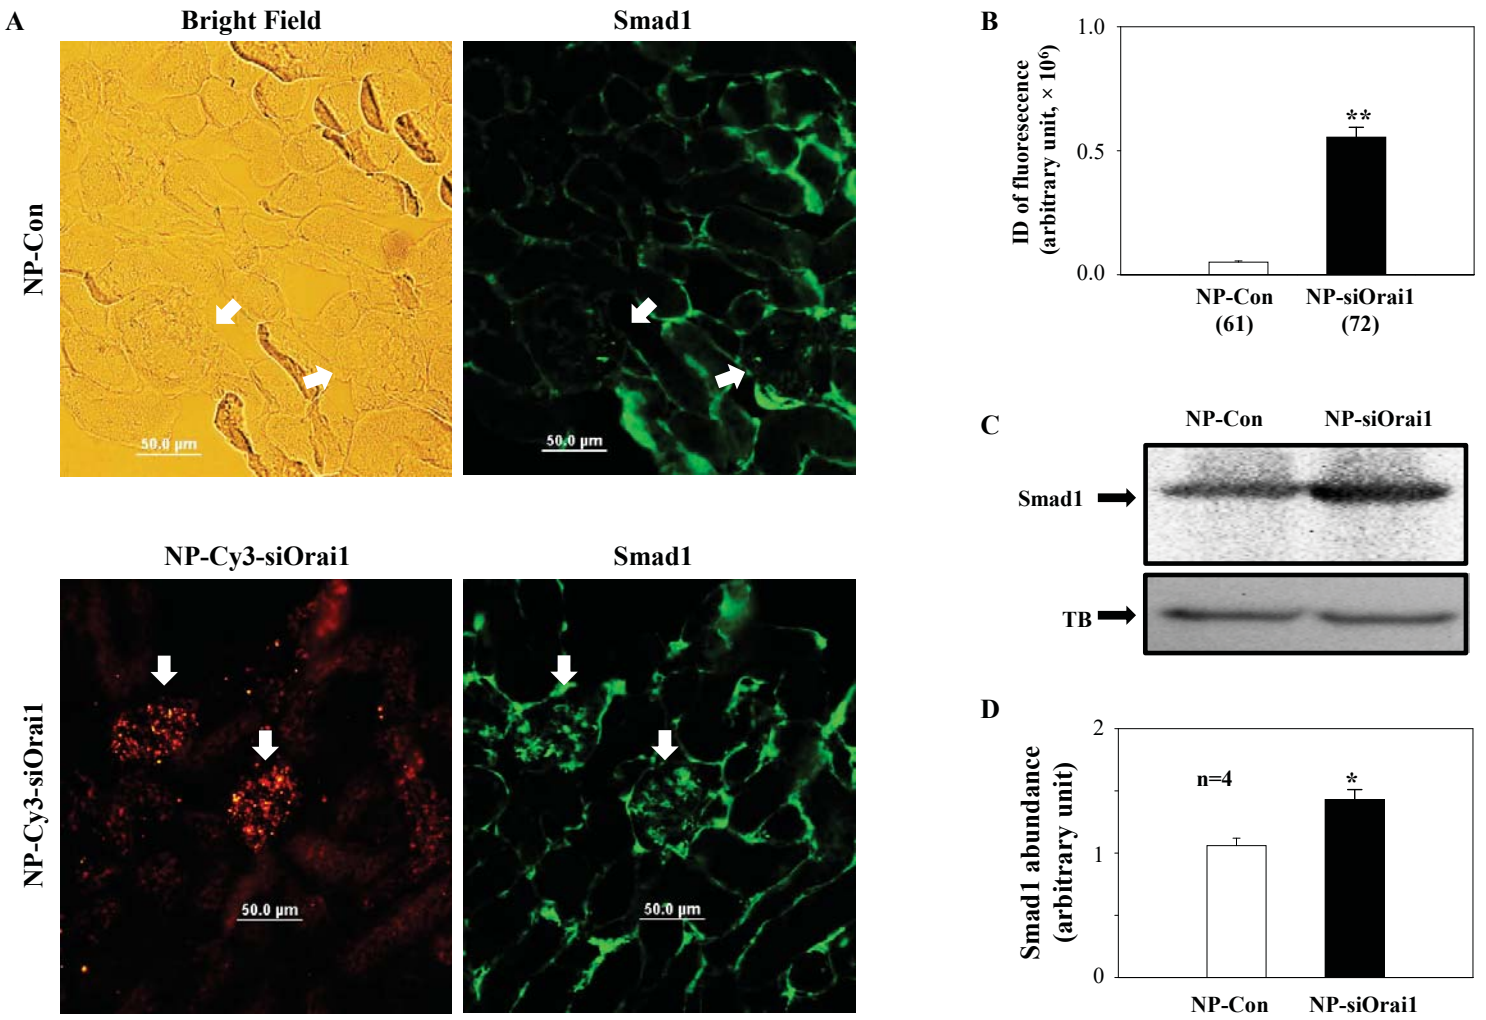 A
Bright Field
Smad1
NP-Con
50.0 µm
50.0 µm
NP-Cy3-siOrai1
Smad1
NP-Cy3-siOrai1
50.0 µm
50.0 µm
B
ID of fluorescence
(arbitrary unit, × 10⁶)
1.0
0.5
0.0
**
NP-Con
NP-siOrai1
(61)
(72)
C
NP-Con
NP-siOrai1
Smad1
TB
D
Smad1 abundance
(arbitrary unit)
2
1
0
n=4
*
NP-Con
NP-siOrai1